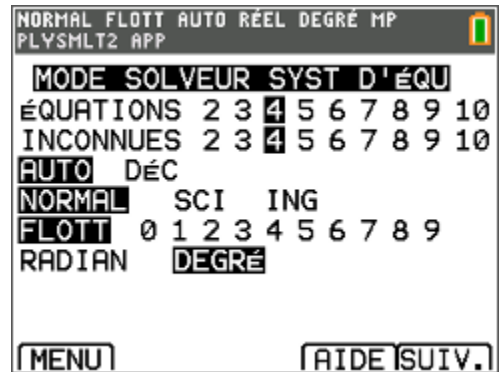 NORMAL FLOTT AUTO RÉEL DEGRÉ MP
PLYSMLT2 APP
MODE SOLVEUR SYST D'ÉQU
ÉQUATIONS 2 3 4 5 6 7 8 9 10
INCONNUES 2 3 4 5 6 7 8 9 10
AUTO DÉC
NORMAL SCI ING
FLOTT 0 1 2 3 4 5 6 7 8 9
RADIAN DEGRÉ
MENU AIDE SUIV.